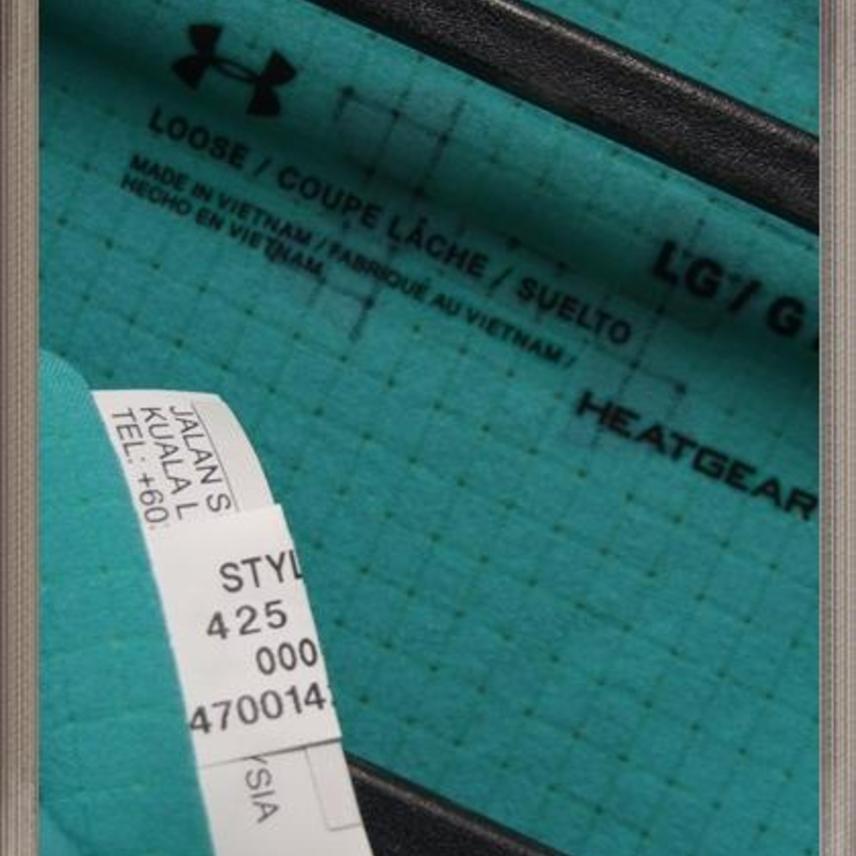 LOOSE / COUPE LÂCHE / SUELTO
MADE IN VIETNAM / FABRIQUÉ AU VIETNAM /
HECHO EN VIETNAM
LG / G
HEATGEAR
JALAN S
KUALA L
TEL: +60
STYL
425
000
470014
YSIA